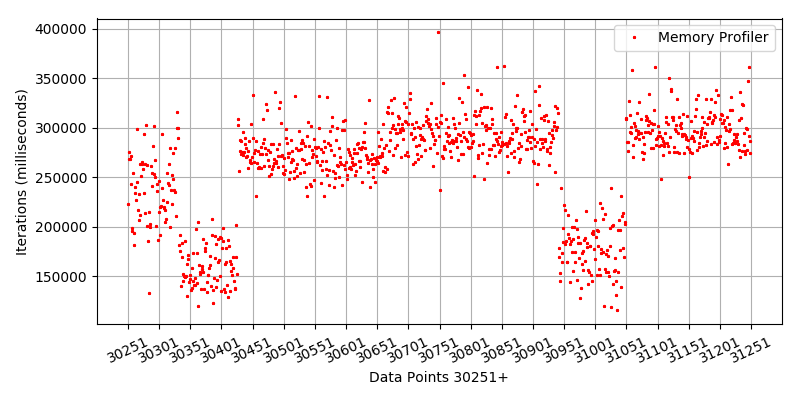 400000
350000
300000
250000
200000
150000
Iterations (milliseconds)
Memory Profiler
30251 30301 30351 30401 30451 30501 30551 30601 30651 30701 30751 30801 30851 30901 30951 31001 31051 31101 31151 31201 31251
Data Points 30251+